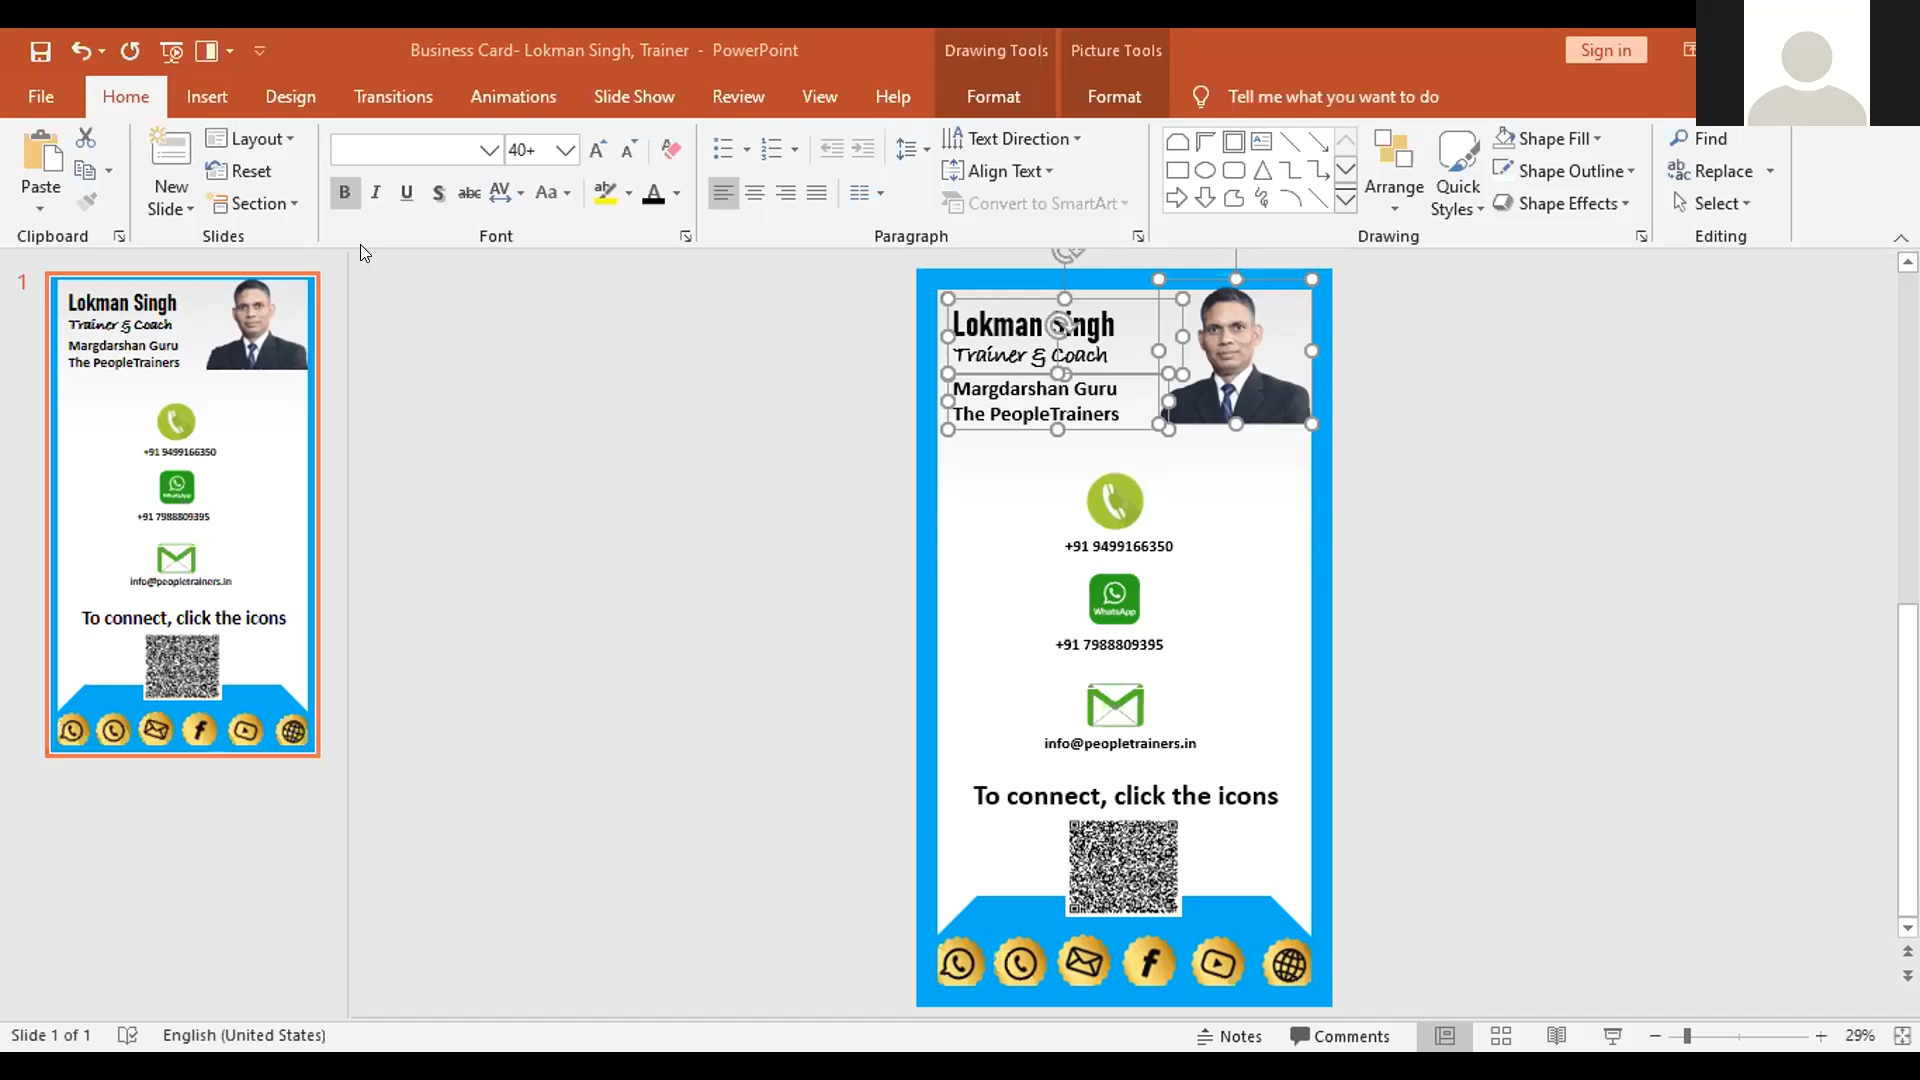 Business Card- Lokman Singh, Trainer - PowerPoint
Drawing Tools
Picture Tools
Sign in
File
Home
Insert
Design
Transitions
Animations
Slide Show
Review
View
Help
Format
Format
Tell me what you want to do
Paste
Clipboard
New
Slide
Layout
Reset
Section
Slides
40+
A
A
B
I
U
S
abc
AV
Aa
ab
A
Font
Text Direction
Align Text
Convert to SmartArt
Paragraph
Arrange
Quick
Styles
Shape Fill
Shape Outline
Shape Effects
Drawing
Find
Replace
Select
Editing
1
Lokman Singh
Trainer & Coach
Margdarshan Guru
The PeopleTrainers
+91 9499166350
WhatsApp
+91 7988809395
info@peopletrainers.in
To connect, click the icons
f
Lokman Singh
Trainer & Coach
Margdarshan Guru
The PeopleTrainers
+91 9499166350
WhatsApp
+91 7988809395
info@peopletrainers.in
To connect, click the icons
f
Slide 1 of 1
English (United States)
Notes
Comments
29%